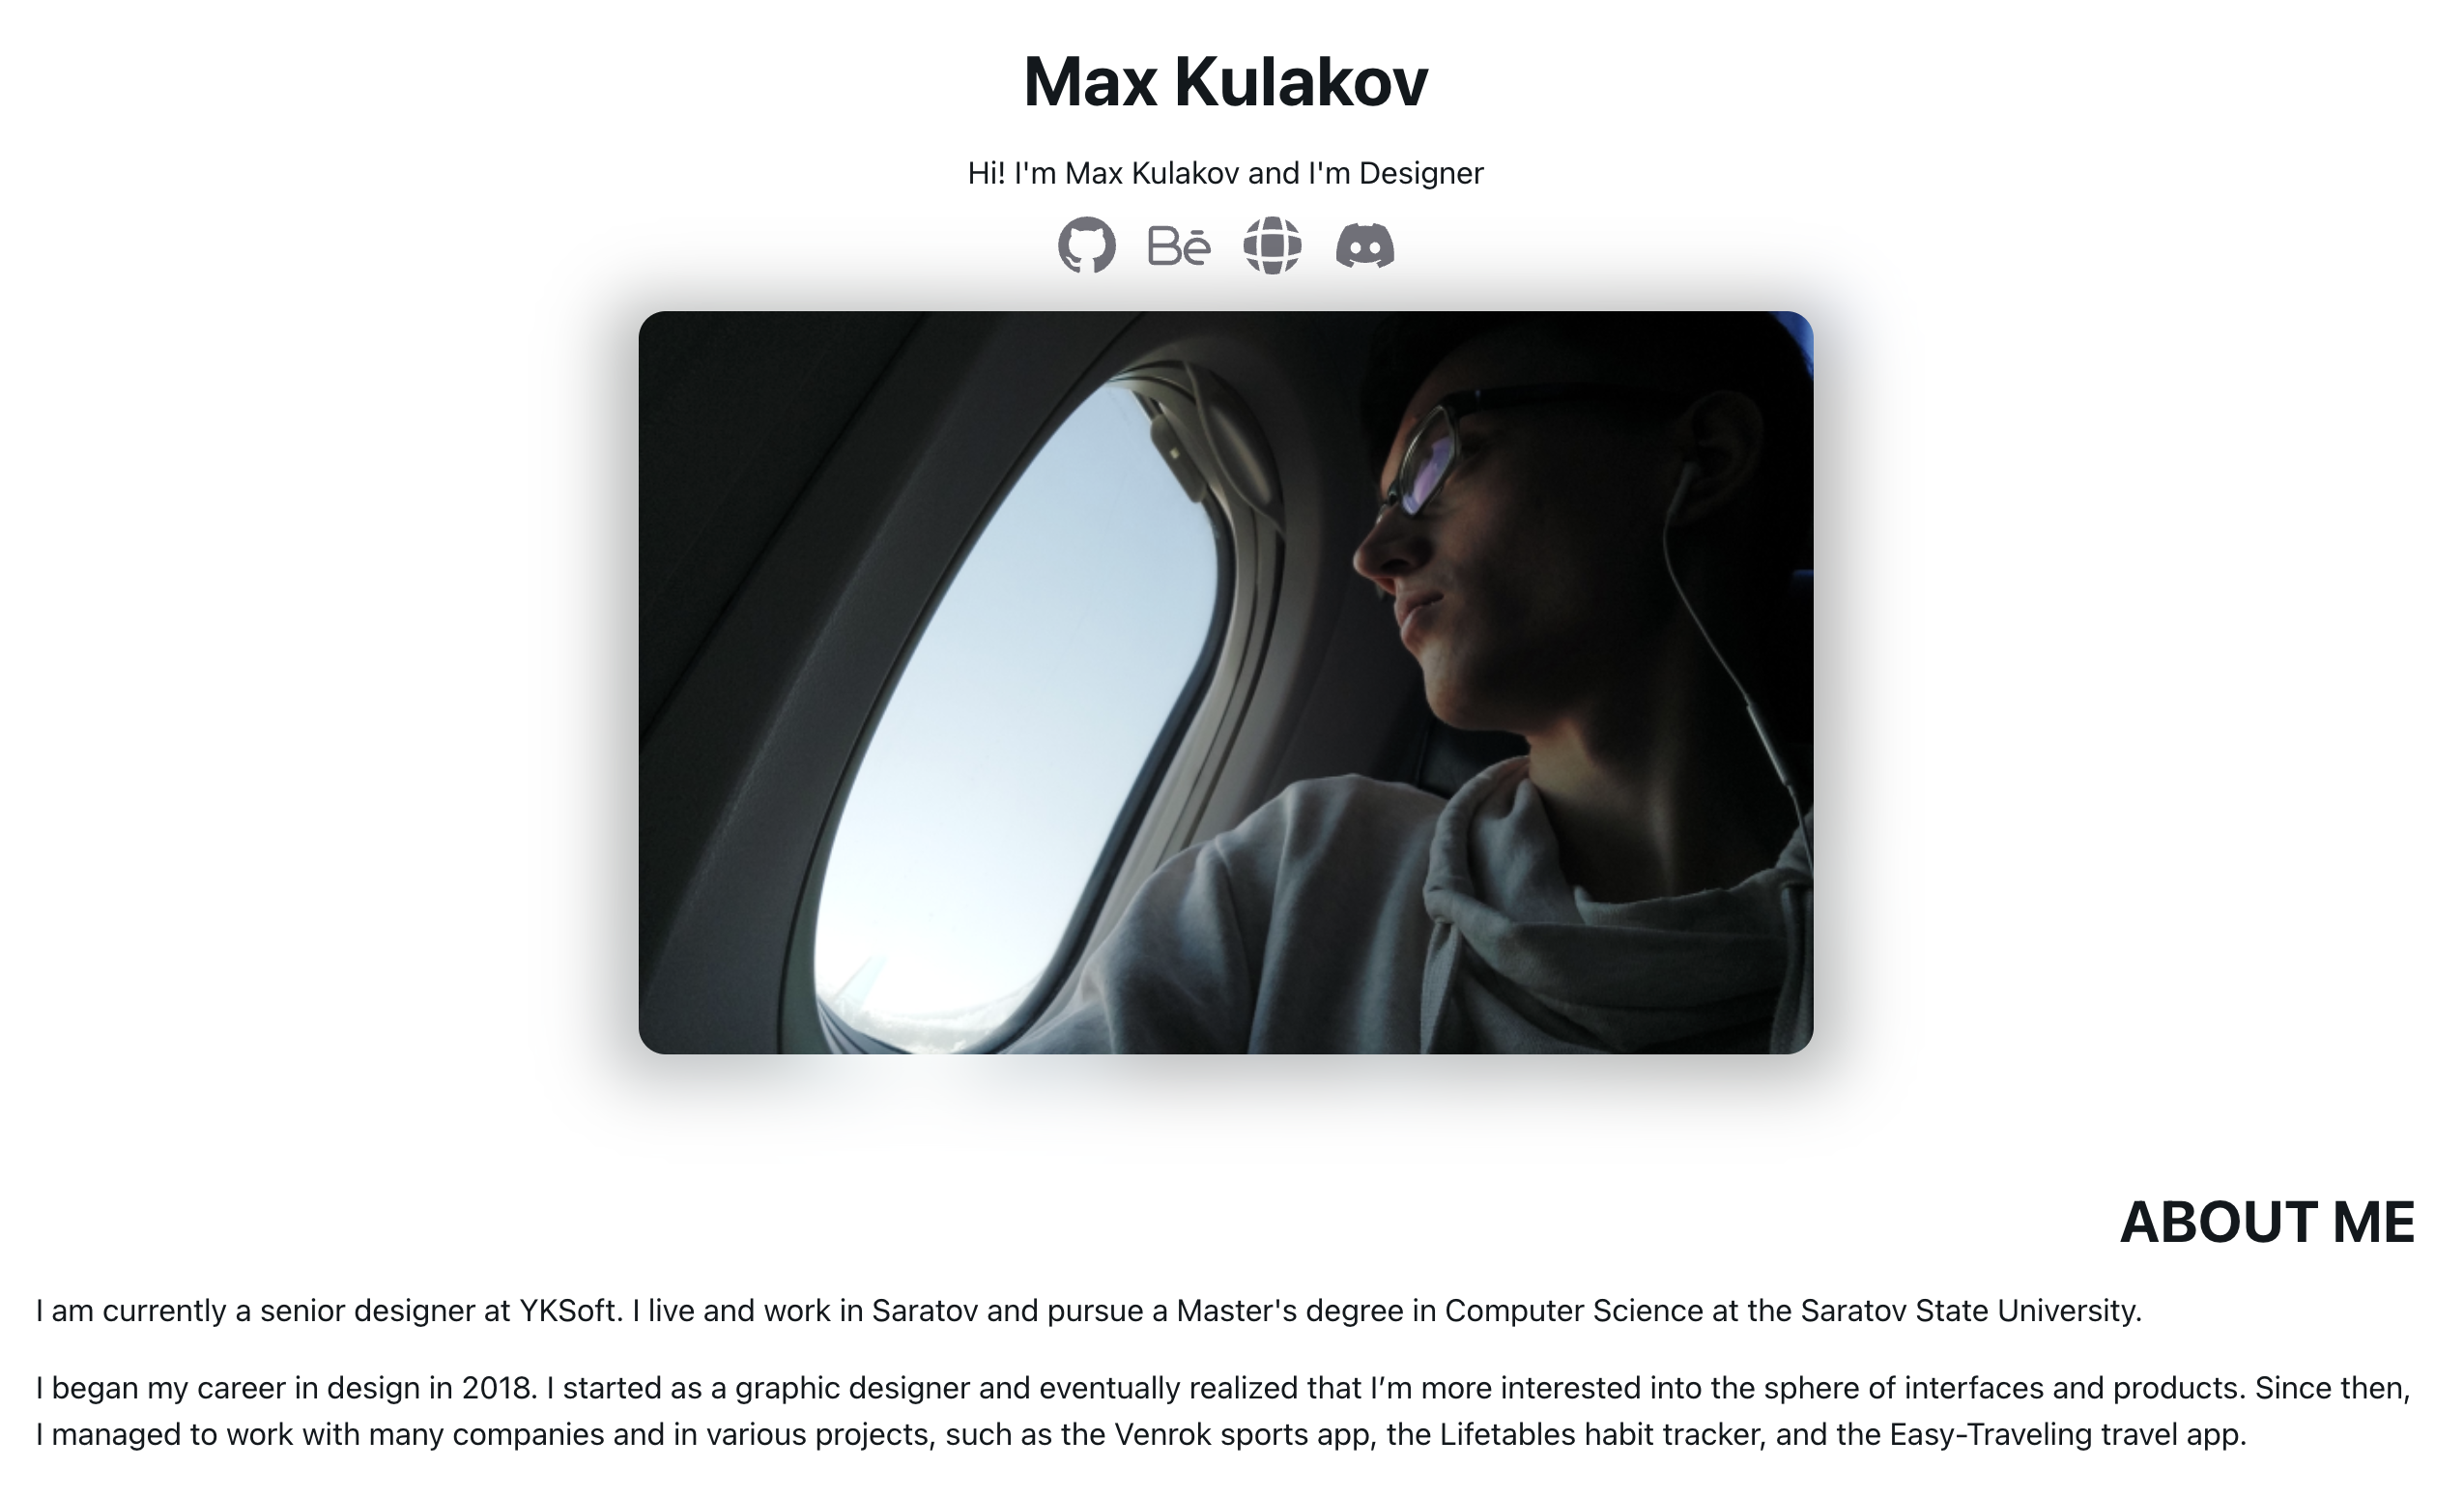 Max Kulakov
Hi! I'm Max Kulakov and I'm Designer
Bē
ABOUT ME
I am currently a senior designer at YKSoft. I live and work in Saratov and pursue a Master's degree in Computer Science at the Saratov State University.
I began my career in design in 2018. I started as a graphic designer and eventually realized that I’m more interested into the sphere of interfaces and products. Since then,
I managed to work with many companies and in various projects, such as the Venrok sports app, the Lifetables habit tracker, and the Easy-Traveling travel app.